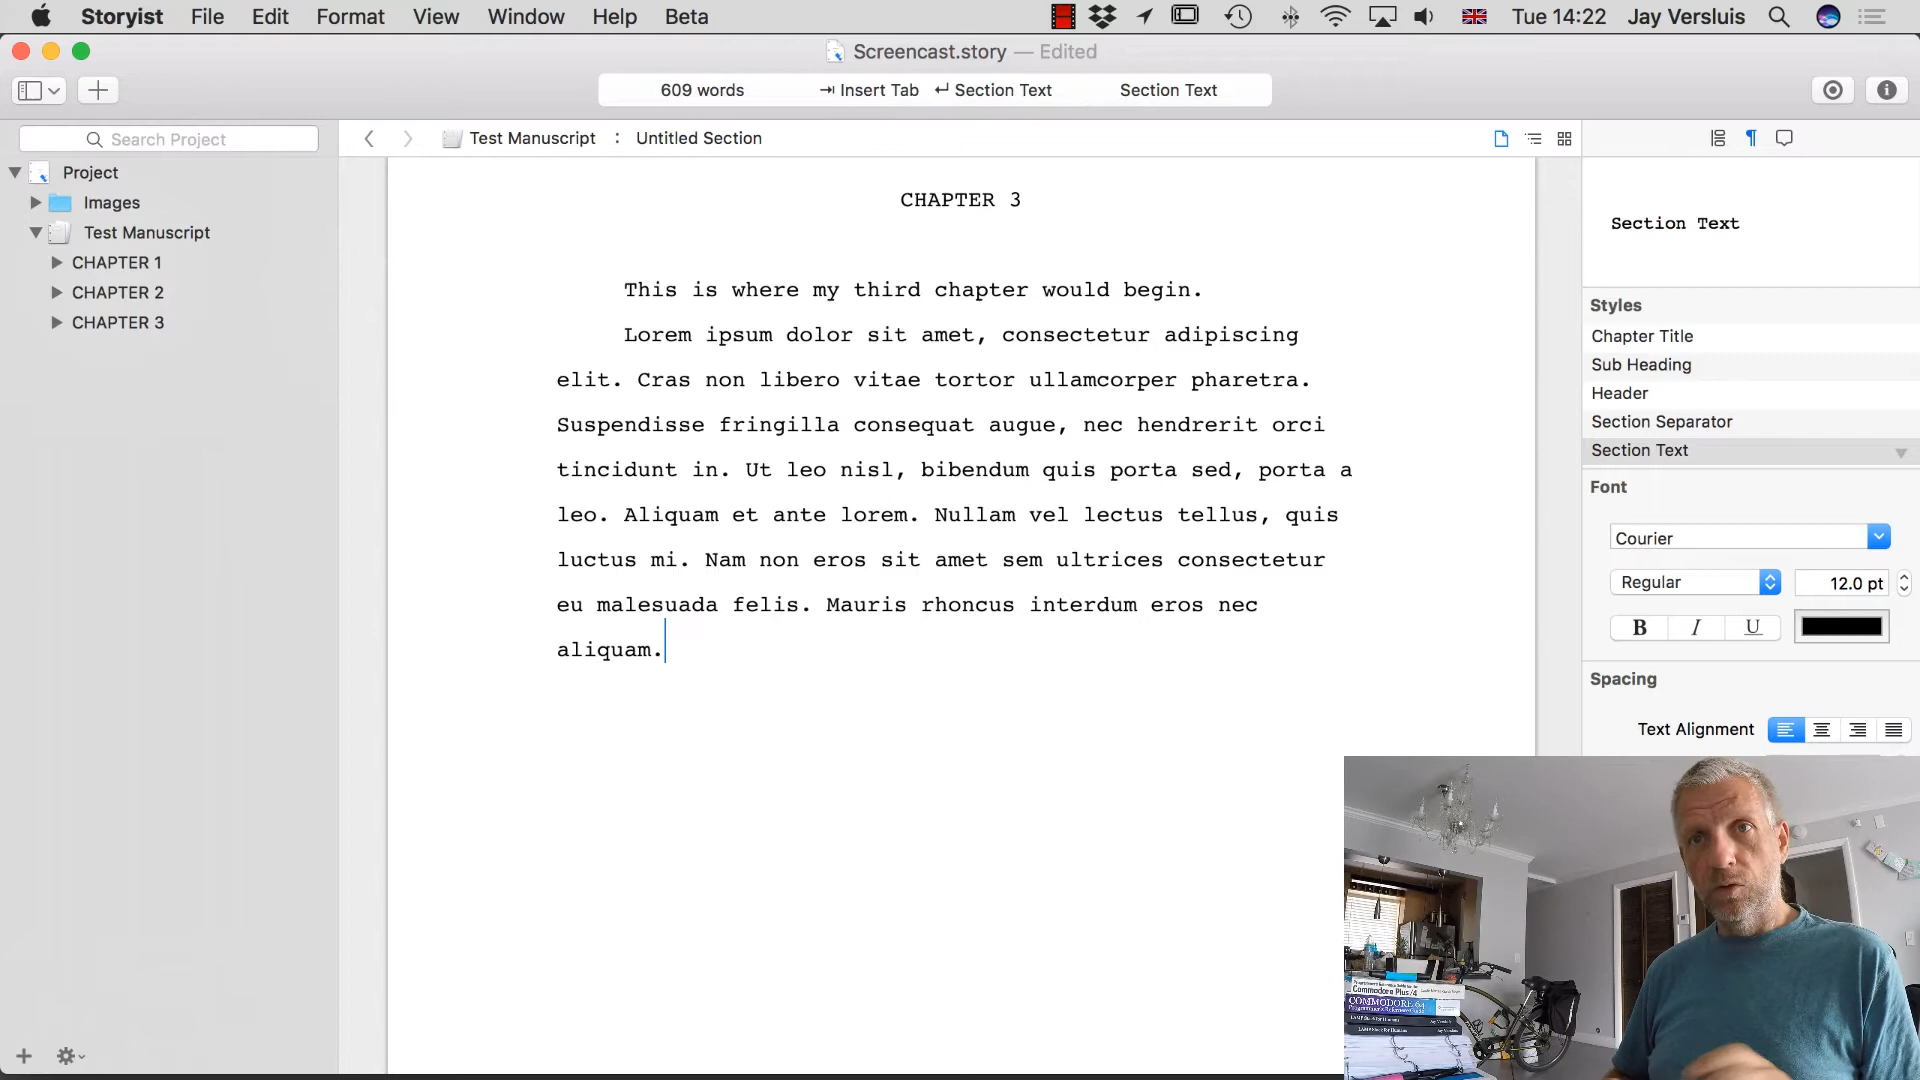 Storyist File Edit Format View Window Help Beta Tue 14:22 Jay Versluis
Screencast.story — Edited
609 words Insert Tab Section Text Section Text
Search Project
Test Manuscript : Untitled Section
Project
Images
Test Manuscript
CHAPTER 1
CHAPTER 2
CHAPTER 3
CHAPTER 3
This is where my third chapter would begin.
Lorem ipsum dolor sit amet, consectetur adipiscing
elit. Cras non libero vitae tortor ullamcorper pharetra.
Suspendisse fringilla consequat augue, nec hendrerit orci
tincidunt in. Ut leo nisl, bibendum quis porta sed, porta a
leo. Aliquam et ante lorem. Nullam vel lectus tellus, quis
luctus mi. Nam non eros sit amet sem ultrices consectetur
eu malesuada felis. Mauris rhoncus interdum eros nec
aliquam.
Section Text
Styles
Chapter Title
Sub Heading
Header
Section Separator
Section Text
Font
Courier
Regular 12.0 pt
B I U
Spacing
Text Alignment
Commodore Plus/4
COMMODORE 64
Programmer's Reference Guide